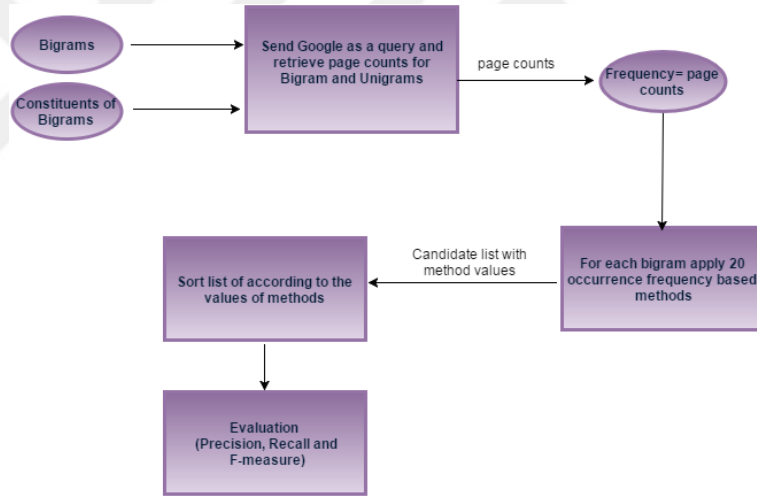 Bigrams
Constituents of
Bigrams
Send Google as a query and
retrieve page counts for
Bigram and Unigrams
page counts
Frequency= page
counts
For each bigram apply 20
occurrence frequency based
methods
Candidate list with
method values
Sort list of according to the
values of methods
Evaluation
(Precision, Recall and
F-measure)